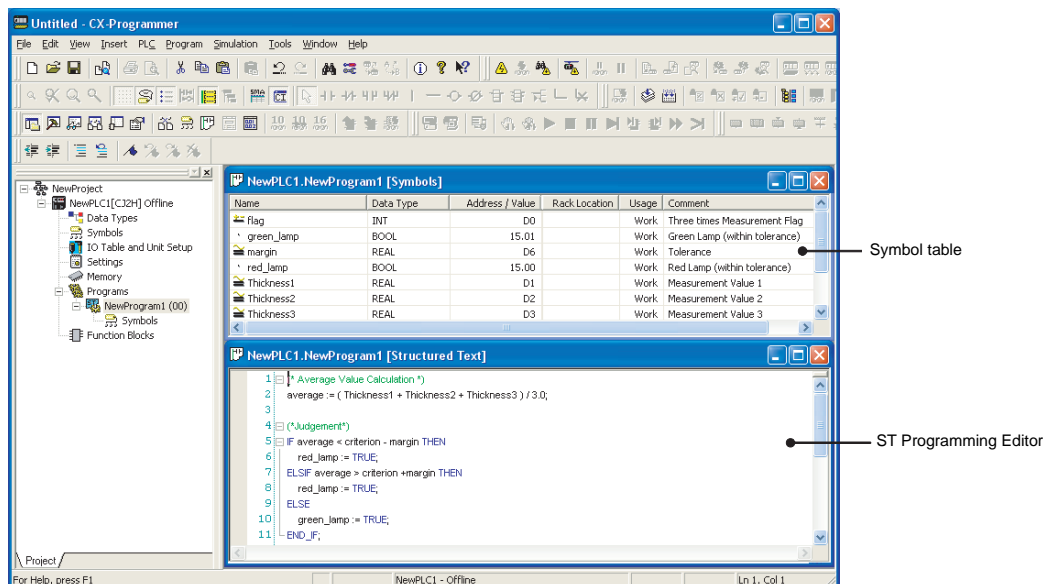 Untitled - CX-Programmer
File Edit View Insert PLC Program Simulation Tools Window Help
10 10 16
NewProject
NewPLC1[CJ2H] Offline
Data Types
Symbols
IO Table and Unit Setup
Settings
Memory
Programs
NewProgram1 (00)
Symbols
Function Blocks
Project
NewPLC1.NewProgram1 [Symbols]
Name Data Type Address / Value Rack Location Usage Comment
flag INT D0 Work Three times Measurement Flag
green_lamp BOOL 15.01 Work Green Lamp (within tolerance)
margin REAL D6 Work Tolerance
red_lamp BOOL 15.00 Work Red Lamp (within tolerance)
Thickness1 REAL D1 Work Measurement Value 1
Thickness2 REAL D2 Work Measurement Value 2
Thickness3 REAL D3 Work Measurement Value 3
Symbol table
NewPLC1.NewProgram1 [Structured Text]
1 (* Average Value Calculation *)
2 average := ( Thickness1 + Thickness2 + Thickness3 ) / 3.0;
3
4 (*Judgement*)
5 IF average < criterion - margin THEN
6 red_lamp := TRUE;
7 ELSIF average > criterion +margin THEN
8 red_lamp := TRUE;
9 ELSE
10 green_lamp := TRUE;
11 END_IF;
ST Programming Editor
For Help, press F1
NewPLC1 - Offline
Ln 1, Col 1